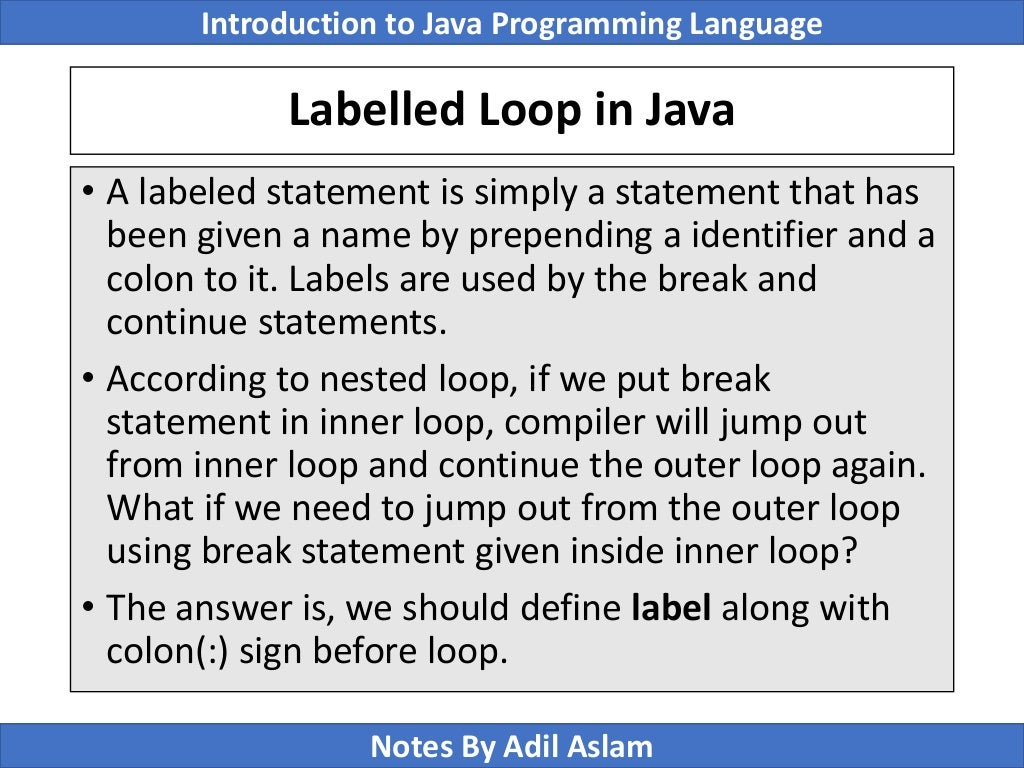 Introduction to Java Programming Language
Labelled Loop in Java
• A labeled statement is simply a statement that has
been given a name by prepending a identifier and a
colon to it. Labels are used by the break and
continue statements.
• According to nested loop, if we put break
statement in inner loop, compiler will jump out
from inner loop and continue the outer loop again.
What if we need to jump out from the outer loop
using break statement given inside inner loop?
• The answer is, we should define label along with
colon(:) sign before loop.
Notes By Adil Aslam